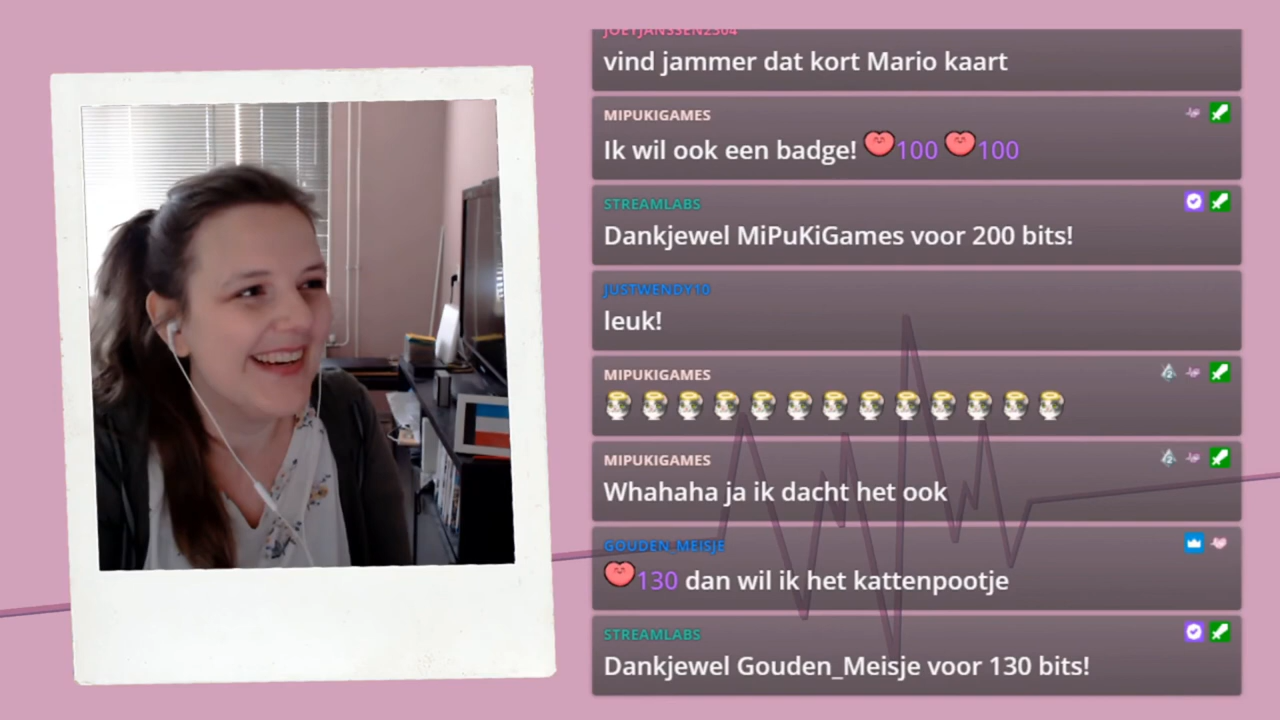 JOEYJANSSEN2304
vind jammer dat kort Mario kaart
MIPUKIGAMES
Ik wil ook een badge! 100 100
STREAMLABS
Dankjewel MiPuKiGames voor 200 bits!
JUSTWENDY10
leuk!
MIPUKIGAMES
MIPUKIGAMES
Whahaha ja ik dacht het ook
GOUDEN_MEISJE
130 dan wil ik het kattenpootje
STREAMLABS
Dankjewel Gouden_Meisje voor 130 bits!